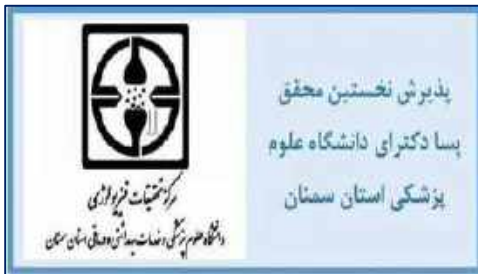 پذیرش نخستین محقق
پسا دکترای دانشگاه علوم
پزشکی استان سمنان
مرکز تحقیقات فیزیولوژی
دانشگاه علوم پزشکی و خدمات بهداشتی و درمانی استان سمنان